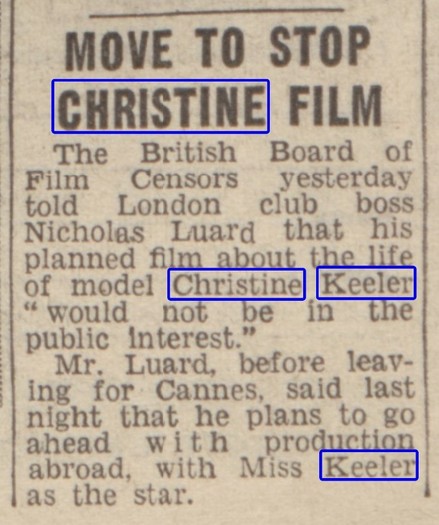 MOVE TO STOP
CHRISTINE FILM
The British Board of
Film Censors yesterday
told London club boss
Nicholas Luard that his
planned film about the life
of model Christine Keeler
"would not be in the
public interest."
Mr. Luard, before leav-
ing for Cannes, said last
night that he plans to go
ahead with production
abroad, with Miss Keeler
as the star.